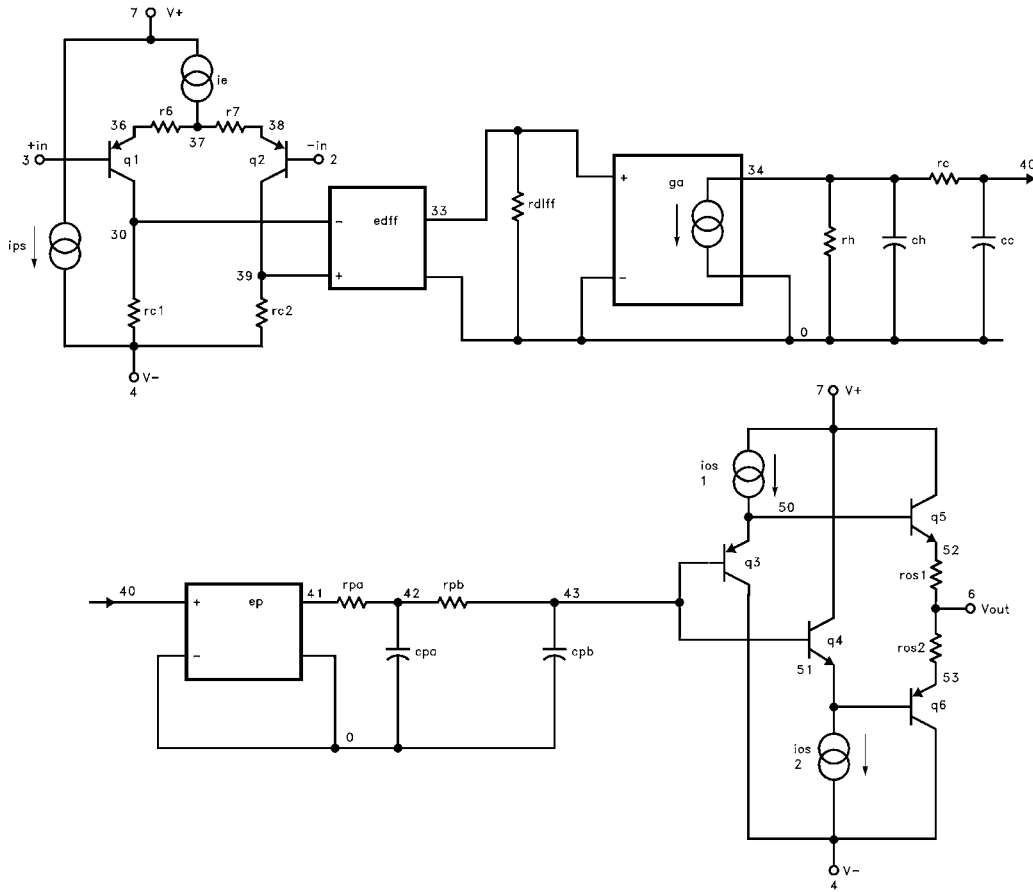 7 V+
ie
r6 r7
36 37 38
+in -in
3 q1 q2 2
ips
30
39
rc1 rc2
V-
4
edff
- +
33
rdiff
+ -
ga
34
rh ch rc cc
40
0
40
+ -
ep
41 rpa 42 rpb 43
cpa cpb
0
7 V+
ios
1
50
q3
q4
51
q5
52
ros1
6
Vout
ros2
53
q6
ios
2
V-
4